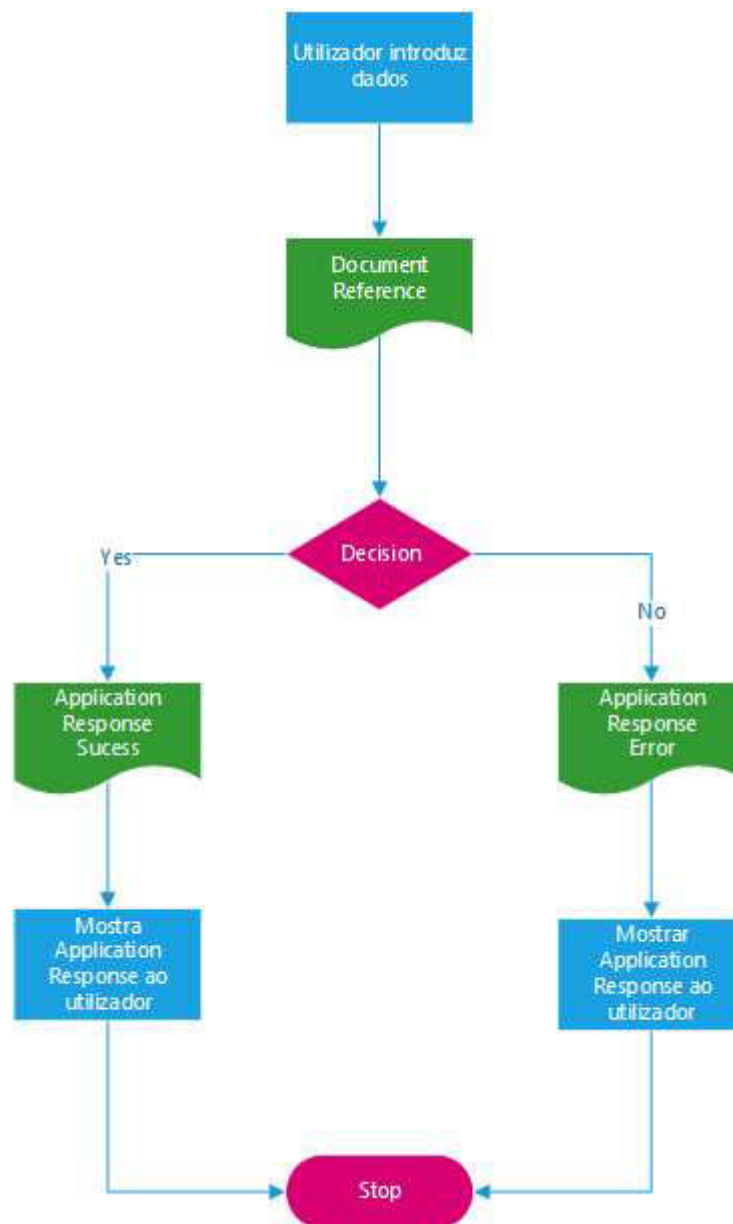 Utilizador introduz
dados
Document
Reference
Decision
Yes
No
Application
Response
Sucess
Application
Response
Error
Mostra
Application
Response ao
utilizador
Mostrar
Application
Response ao
utilizador
Stop